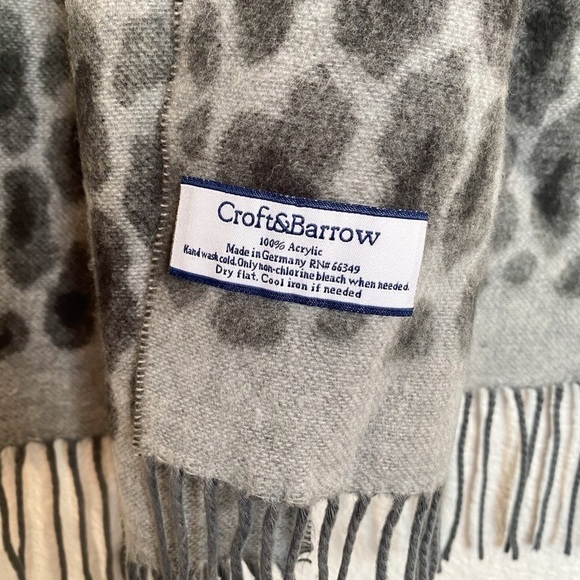 Croft&Barrow
100% Acrylic
Made in Germany RN# 66349
Hand wash cold. Only non-chlorine bleach when needed.
Dry flat. Cool iron if needed